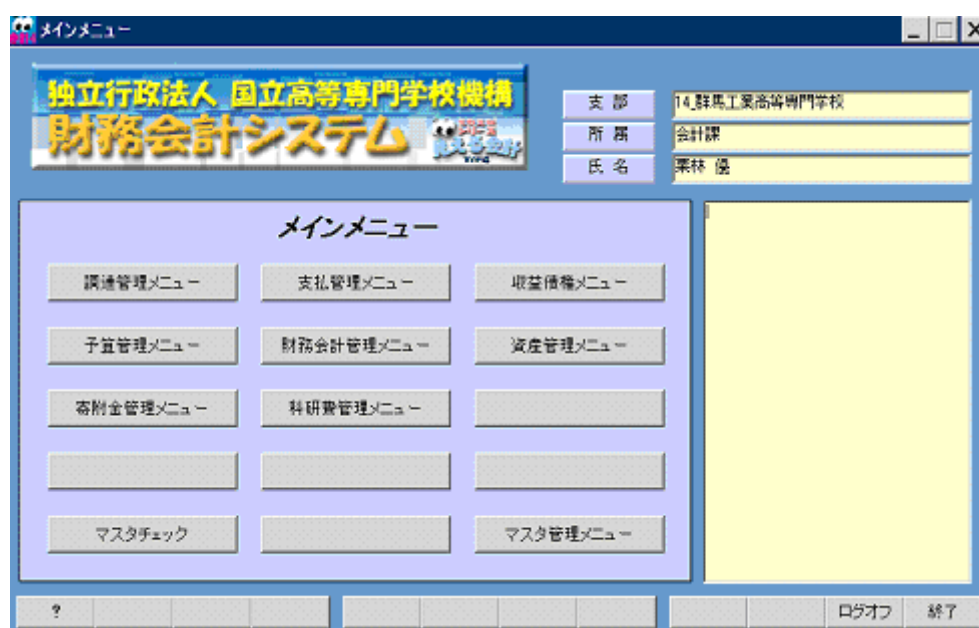 メインメニュー
独立行政法人 国立高等専門学校機構
財務会計システム
見える会計
支部
14_群馬工業高等専門学校
所属
会計課
氏名
栗林 優
メインメニュー
調達管理メニュー
支払管理メニュー
収益債権メニュー
予算管理メニュー
財務会計管理メニュー
資産管理メニュー
寄附金管理メニュー
科研費管理メニュー
マスタチェック
マスタ管理メニュー
?
ログオフ
終了